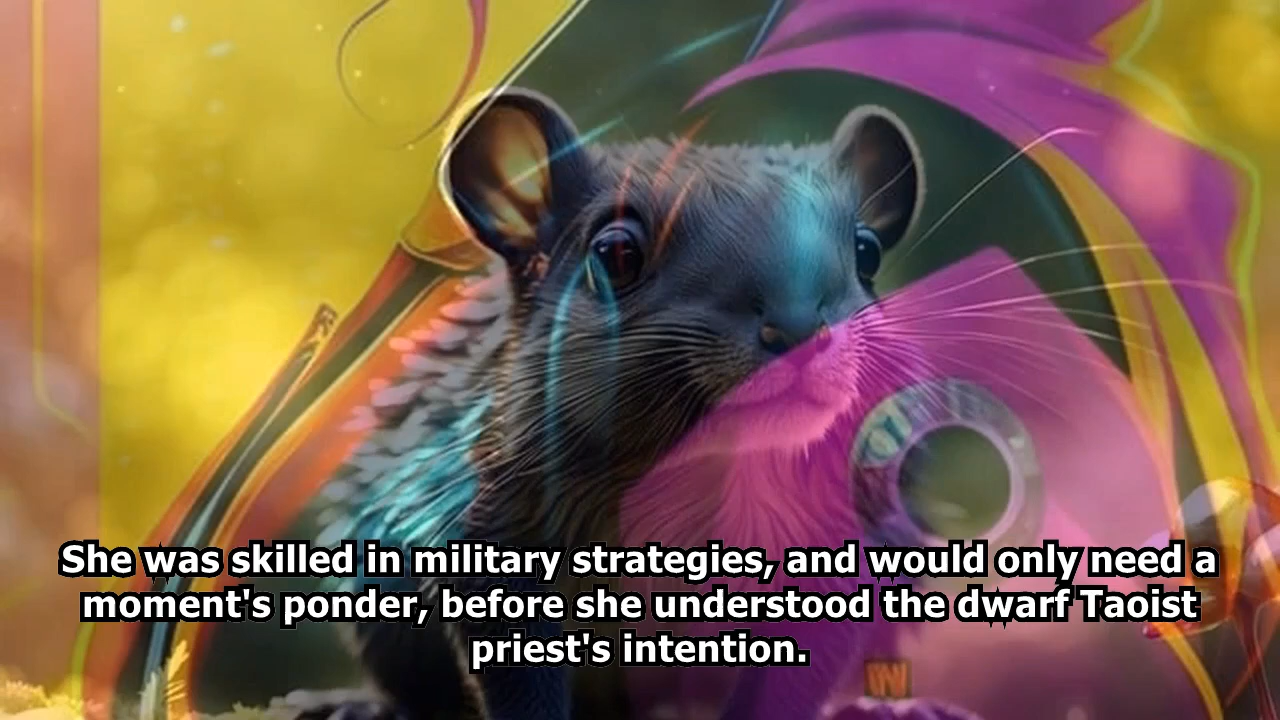 She was skilled in military strategies, and would only need a
moment's ponder, before she understood the dwarf Taoist
priest's intention.